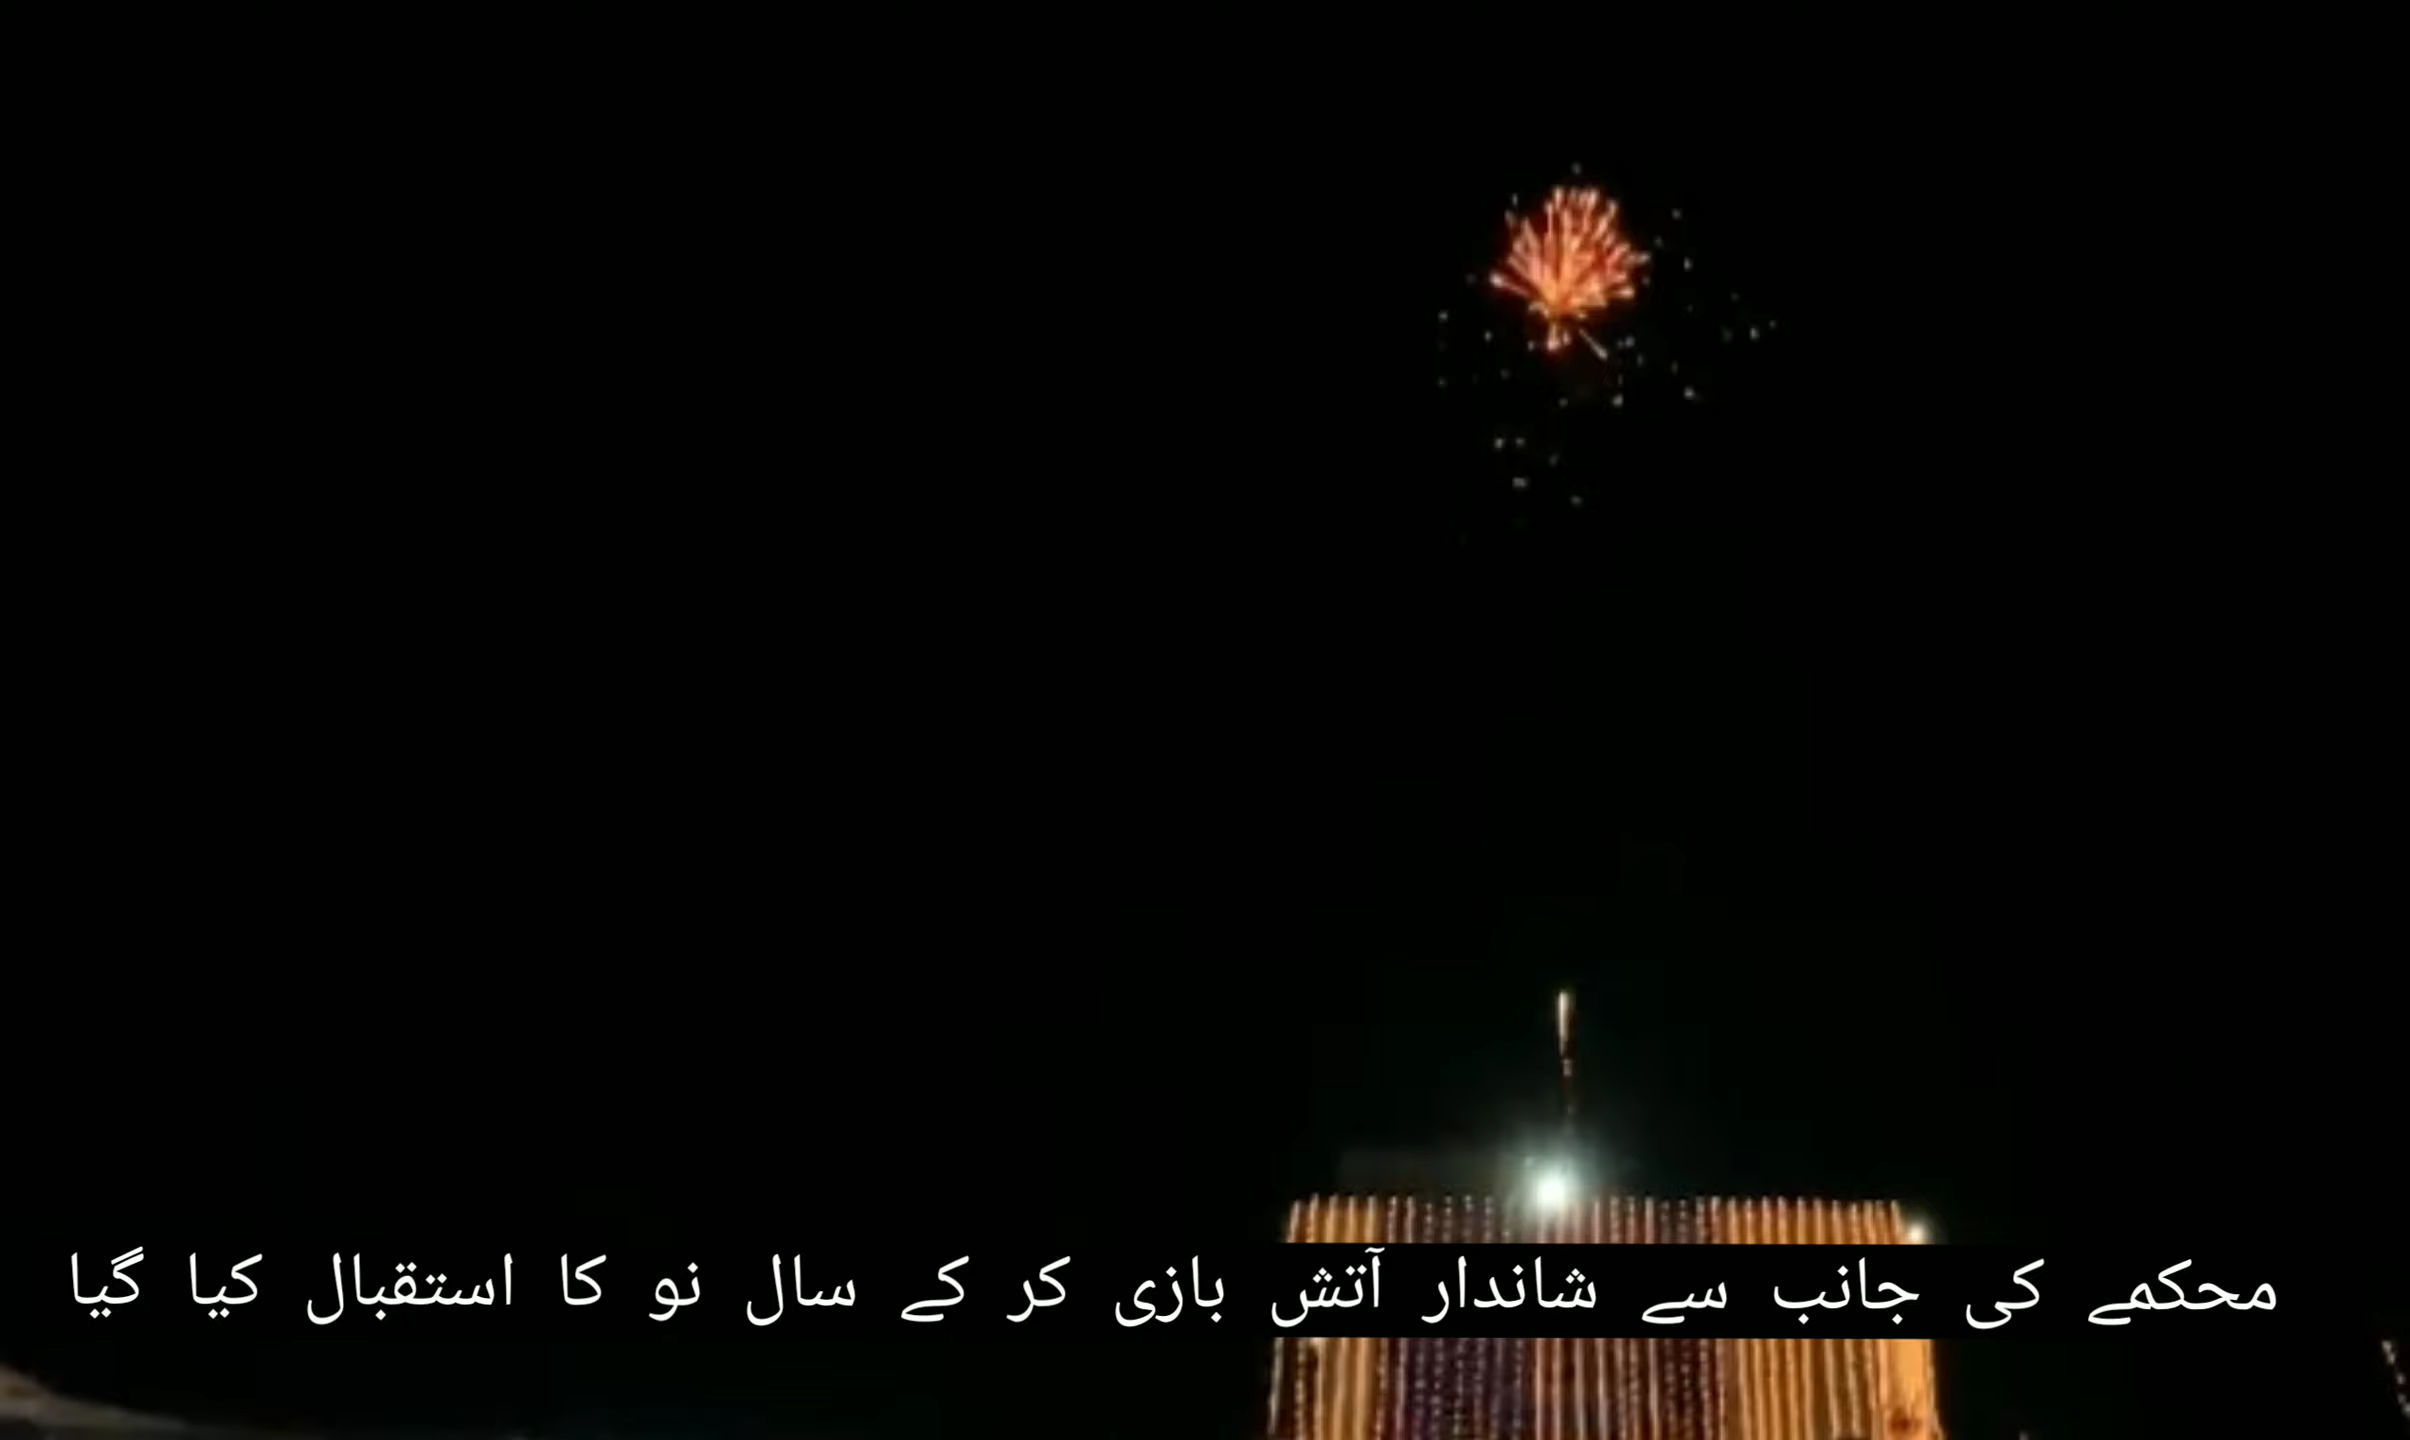 محکمے کی جانب سے شاندار آتش بازی کر کے سال نو کا استقبال کیا گیا